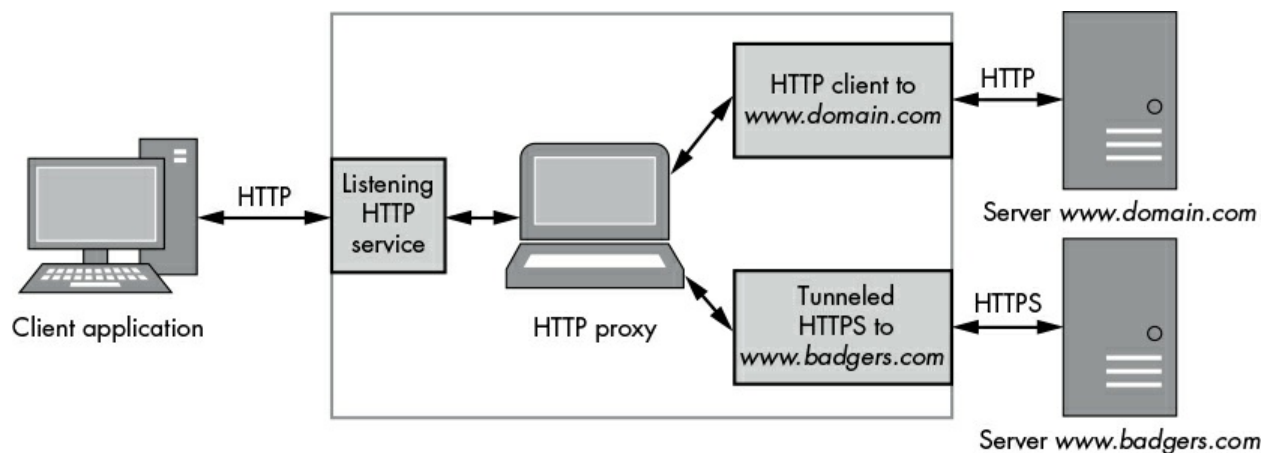 HTTP client to
www.domain.com
HTTP
Server www.domain.com
HTTP
Listening
HTTP
service
Client application
HTTP proxy
Tunneled
HTTPS to
www.badgers.com
HTTPS
Server www.badgers.com